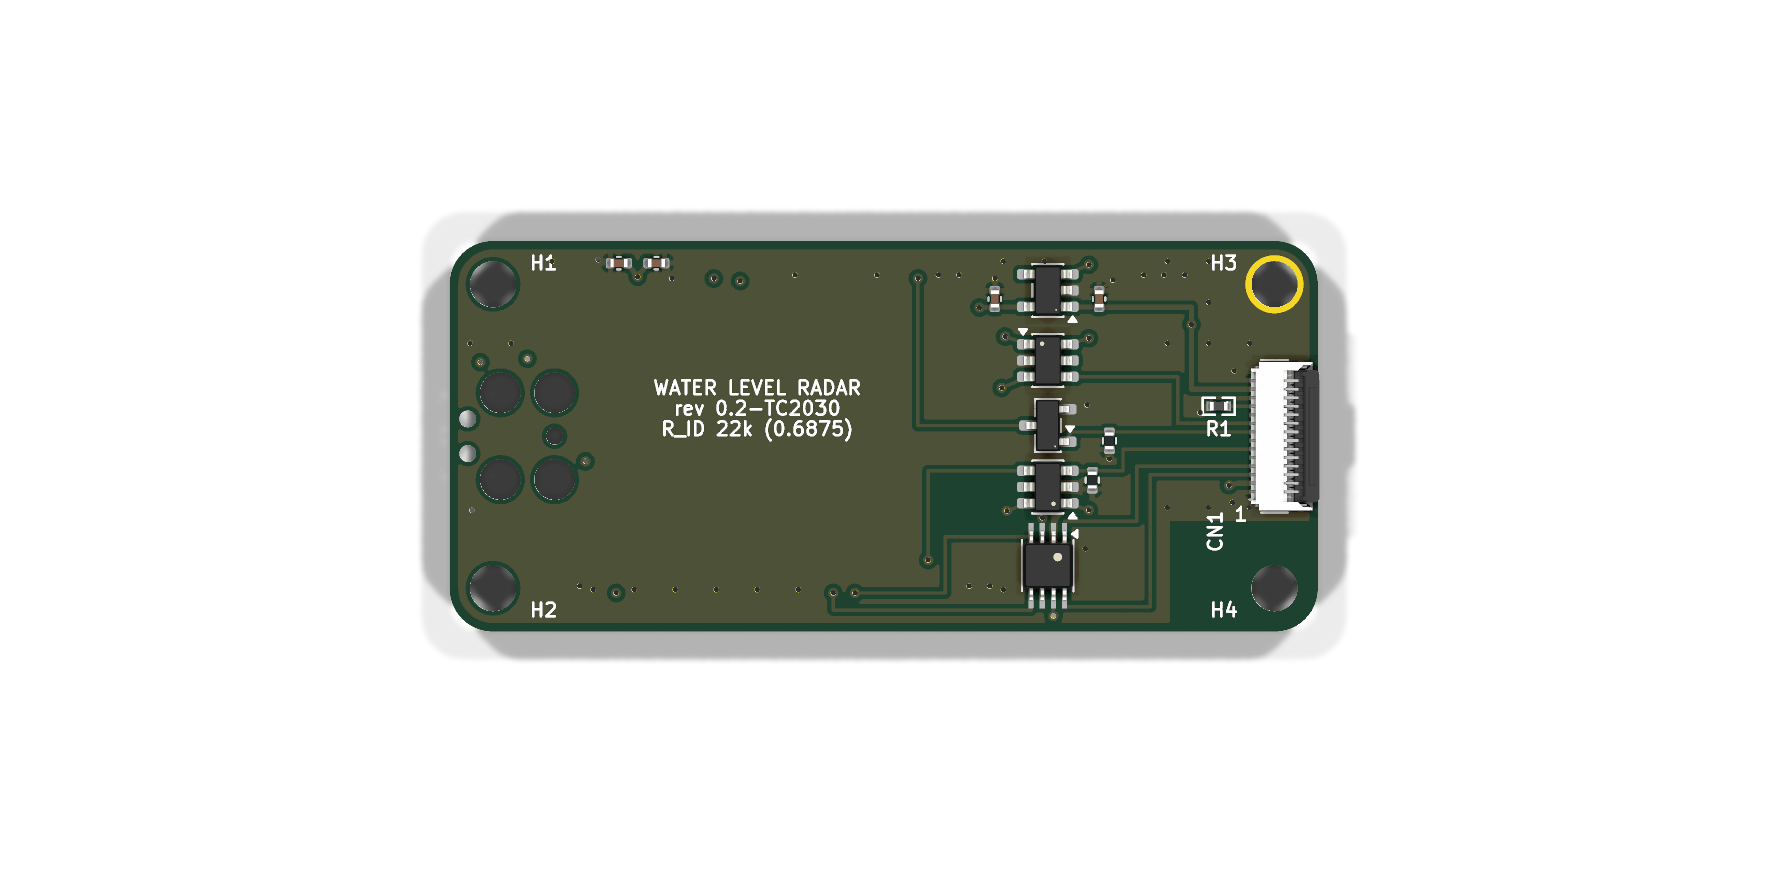 H1
H3
WATER LEVEL RADAR
rev 0.2-TC2030
R_ID 22k (0.6875)
R1
1
CN1
H2
H4